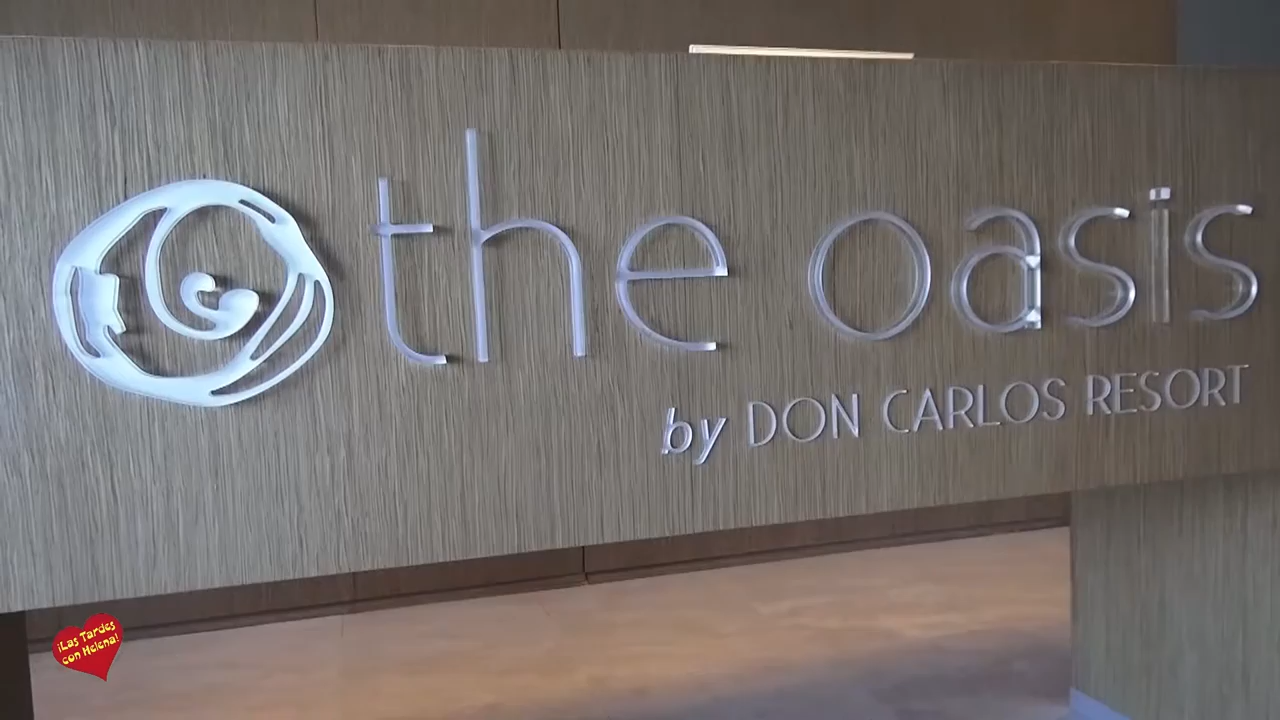 the oasis
by DON CARLOS RESORT
¡Las Tardes
con Helena!